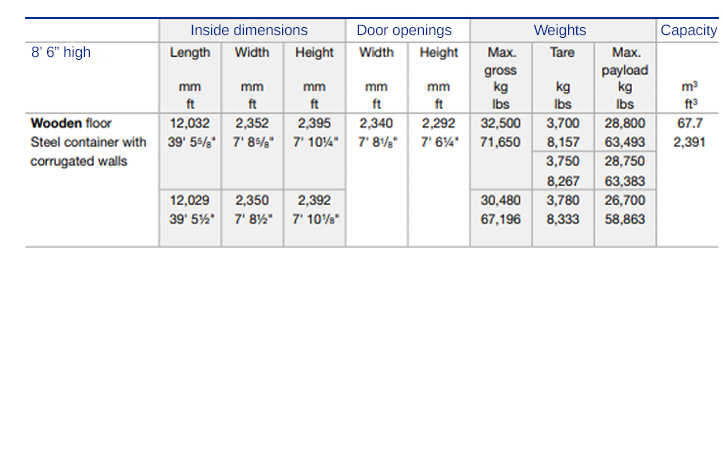 Inside dimensions Door openings Weights Capacity
8' 6" high Length Width Height Width Height Max. Tare Max.
gross payload
mm mm mm mm mm kg kg kg m³
ft ft ft ft ft lbs lbs lbs ft³
Wooden floor 12,032 2,352 2,395 2,340 2,292 32,500 3,700 28,800 67.7
Steel container with 39' 5⁵/₈" 7' 8⁵/₈" 7' 10¼" 7' 8¹/₈" 7' 6¼" 71,650 8,157 63,493 2,391
corrugated walls 3,750 28,750
8,267 63,383
12,029 2,350 2,392 30,480 3,780 26,700
39' 5½" 7' 8½" 7' 10¹/₈" 67,196 8,333 58,863